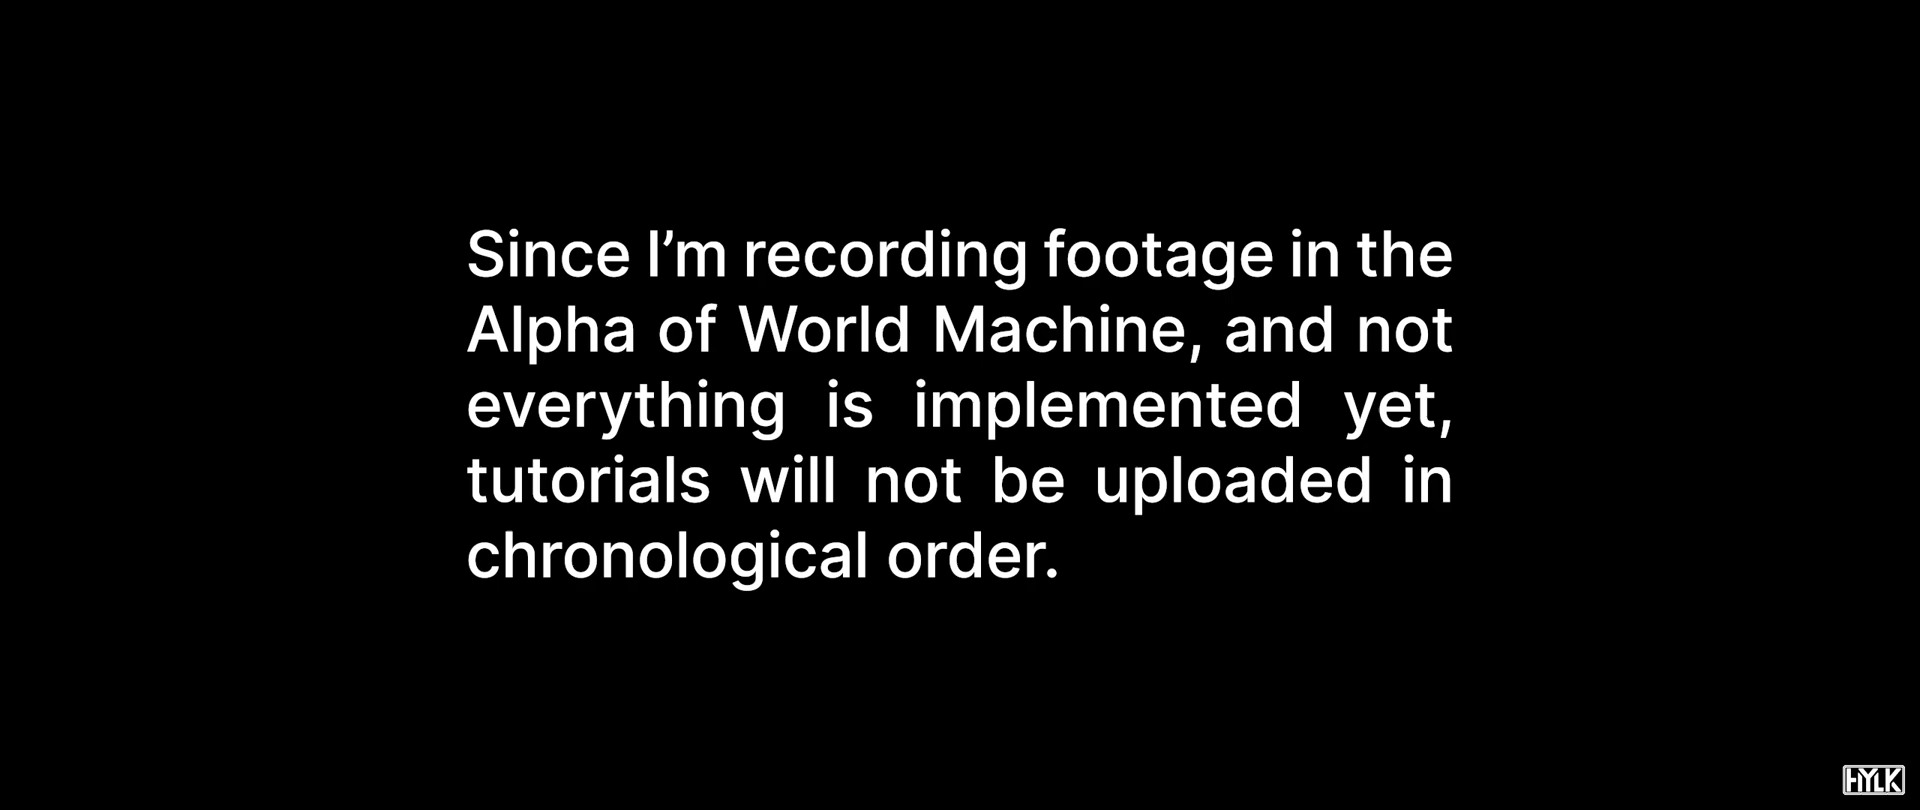 Since I’m recording footage in the
Alpha of World Machine, and not
everything is implemented yet,
tutorials will not be uploaded in
chronological order.
HYLK